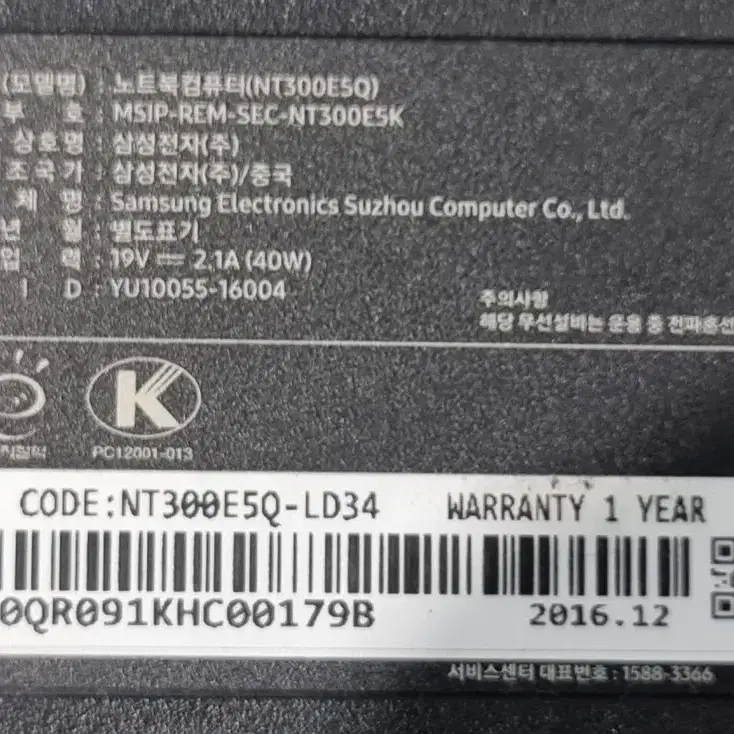 (모델명) : 노트북컴퓨터(NT300E5Q)
부 호 : MSIP-REM-SEC-NT300E5K
상호명 : 삼성전자(주)
조국가 : 삼성전자(주)/중국
체 명 : Samsung Electronics Suzhou Computer Co., Ltd.
년 월 : 별도표기
입 력 : 19V ⎓ 2.1A (40W)
I D : YU10055-16004
주의사항
해당 무선설비는 운용 중 전파혼선
K
PC12001-013
CODE:NT300E5Q-LD34 WARRANTY 1 YEAR
0QR091KHC00179B 2016.12
서비스센터 대표번호 : 1588-3366